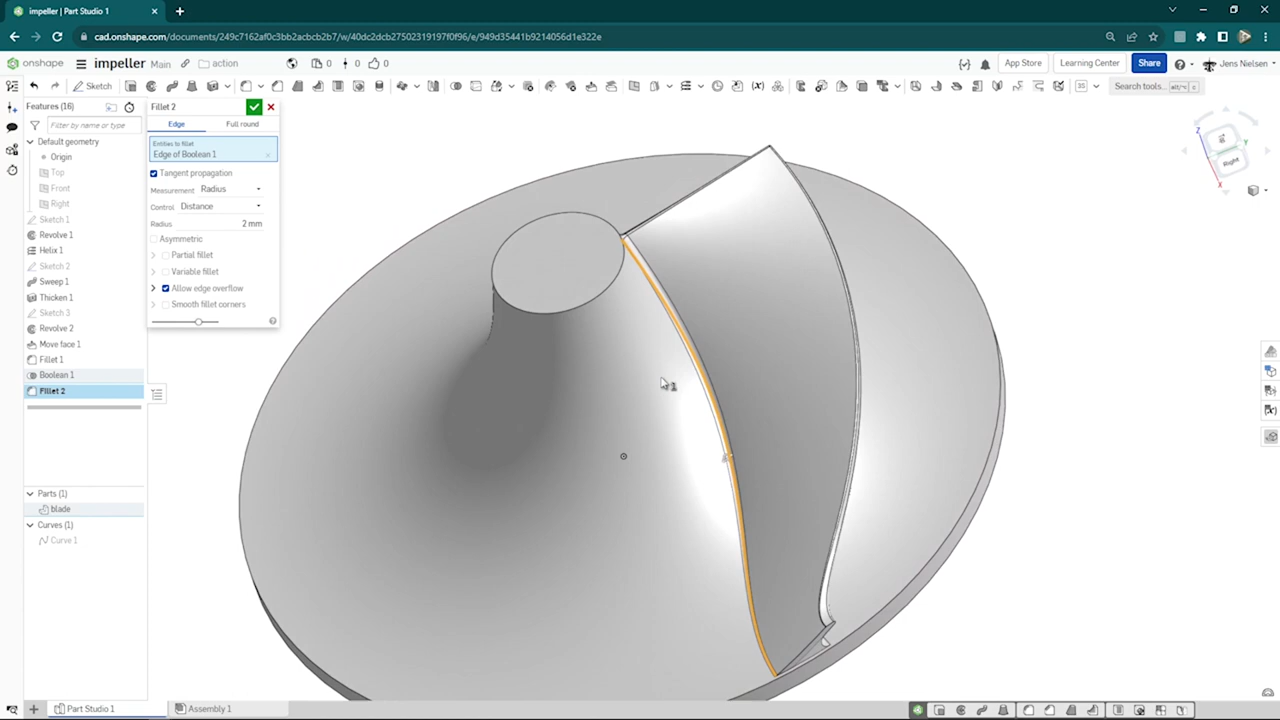 impeller | Part Studio 1
cad.onshape.com/documents/249c7162af0c3bb2acbcb2b7/w/40dc2dcb27502319197f0f96/e/949d35441b9214056d1e322e
onshape
impeller Main
action
0
0
0
App Store
Learning Center
Share
Jens Nielsen
Sketch
Search tools...
alt/⌥ c
Features (16)
Filter by name or type
Default geometry
Origin
Top
Front
Right
Sketch 1
Revolve 1
Helix 1
Sketch 2
Sweep 1
Thicken 1
Sketch 3
Revolve 2
Move face 1
Fillet 1
Boolean 1
Fillet 2
Parts (1)
blade
Curves (1)
Curve 1
Fillet 2
Edge
Full round
Entities to fillet
Edge of Boolean 1
Tangent propagation
Measurement Radius
Control Distance
Radius 2 mm
Asymmetric
Partial fillet
Variable fillet
Allow edge overflow
Smooth fillet corners
Z
Y
Right
X
Part Studio 1
Assembly 1